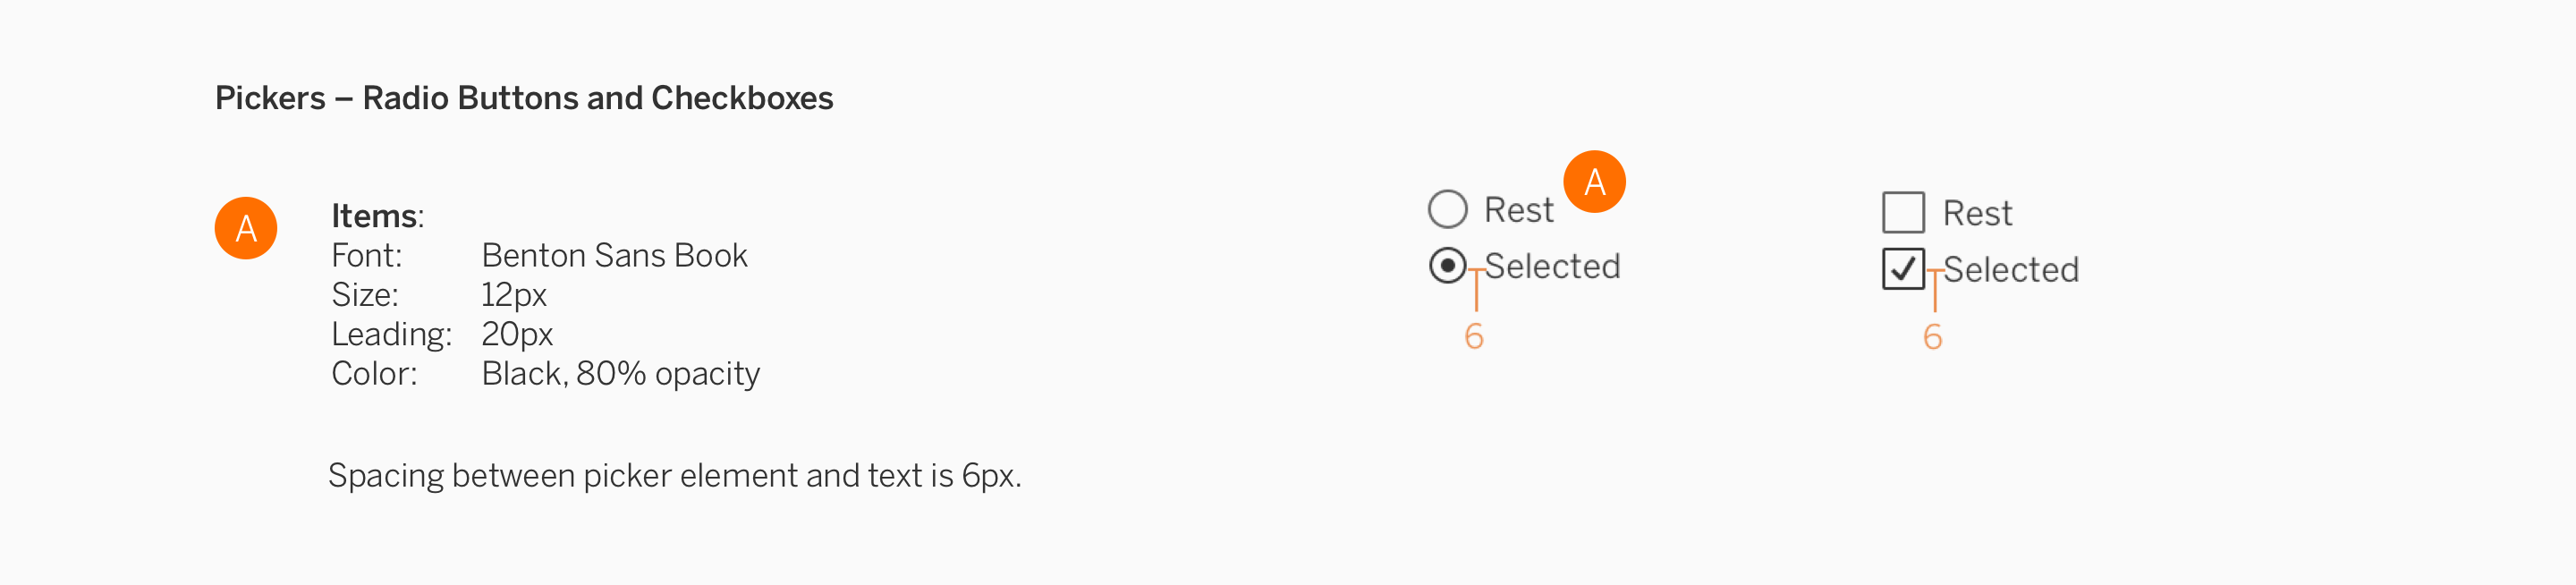 Pickers – Radio Buttons and Checkboxes
A
Items:
Font: Benton Sans Book
Size: 12px
Leading: 20px
Color: Black, 80% opacity
Spacing between picker element and text is 6px.
A
Rest
Selected
6
Rest
Selected
6